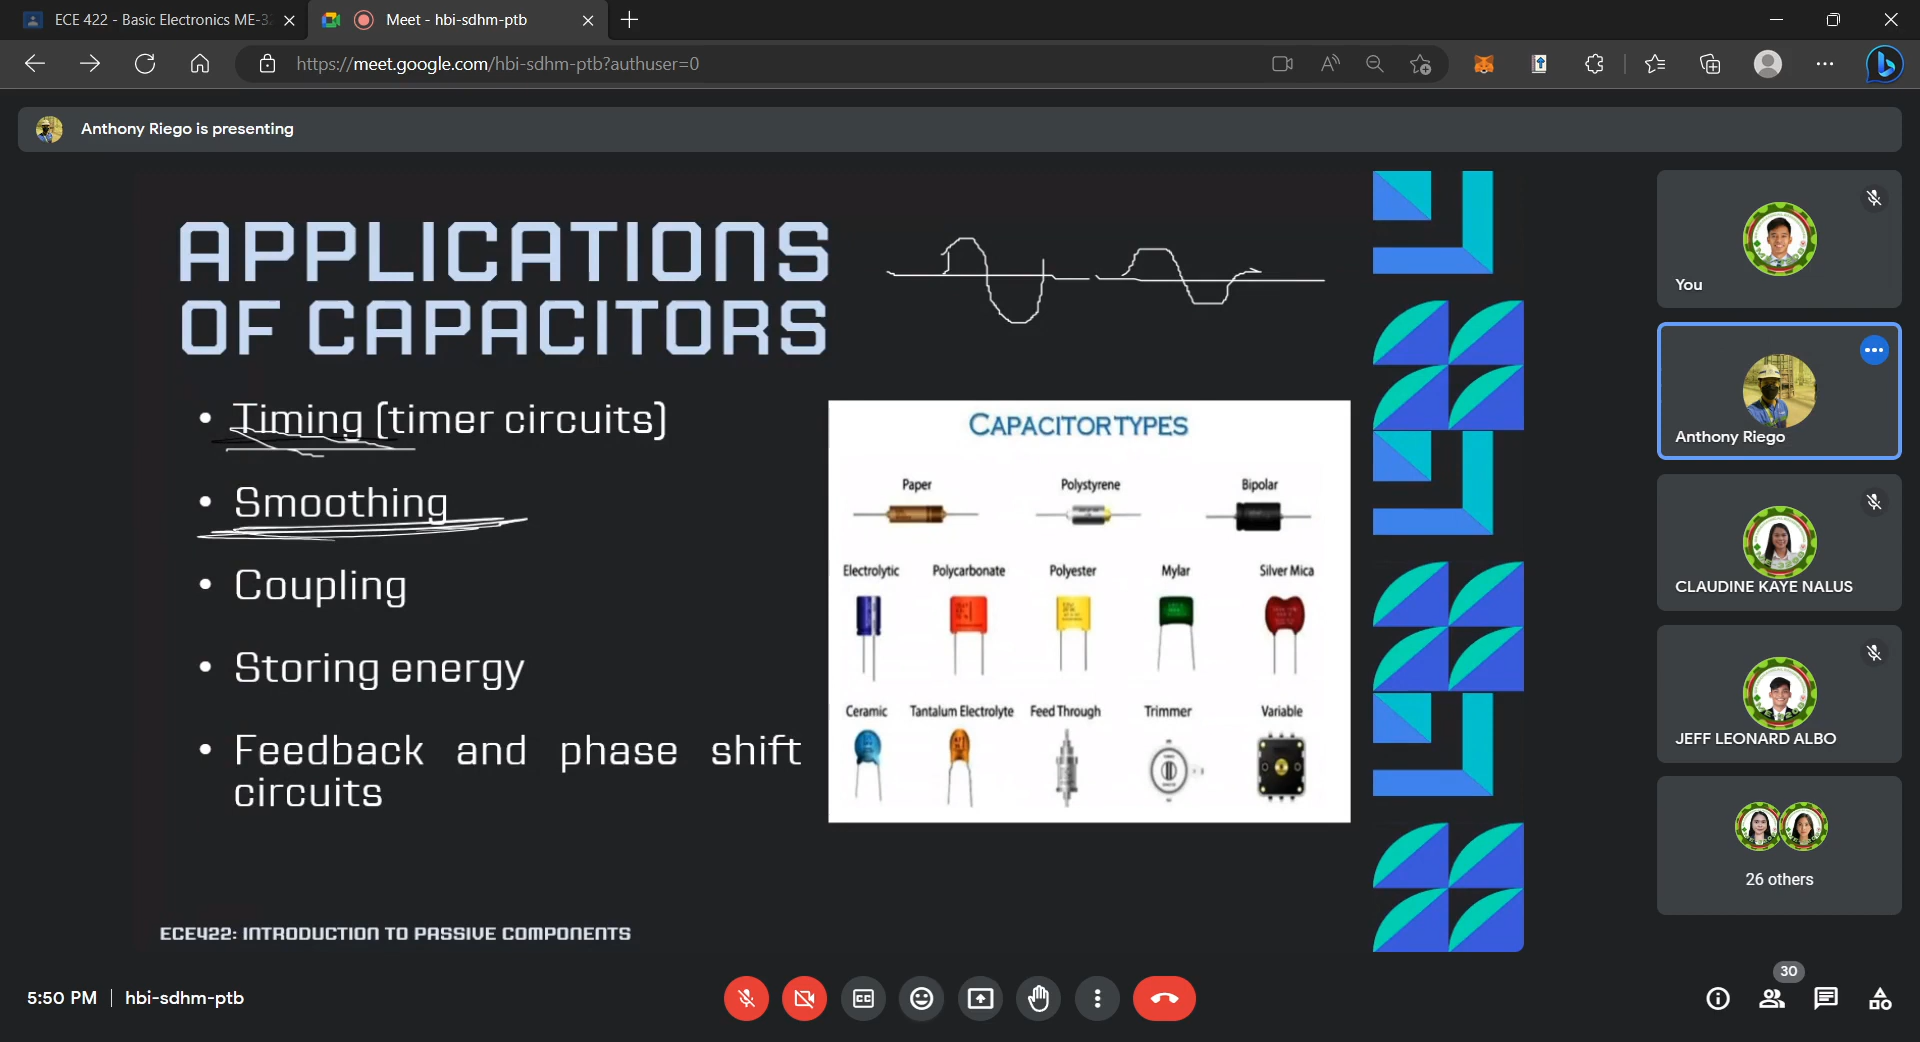 ECE 422 - Basic Electronics ME-32
Meet - hbi-sdhm-ptb
https://meet.google.com/hbi-sdhm-ptb?authuser=0
Anthony Riego is presenting
APPLICATIONS
OF CAPACITORS
• Timing (timer circuits)
• Smoothing
• Coupling
• Storing energy
• Feedback and phase shift
circuits
CAPACITOR TYPES
Paper Polystyrene Bipolar
Electrolytic Polycarbonate Polyester Mylar Silver Mica
Ceramic Tantalum Electrolyte Feed Through Trimmer Variable
ECE422: INTRODUCTION TO PASSIVE COMPONENTS
You
Anthony Riego
CLAUDINE KAYE NALUS
JEFF LEONARD ALBO
26 others
5:50 PM | hbi-sdhm-ptb
30